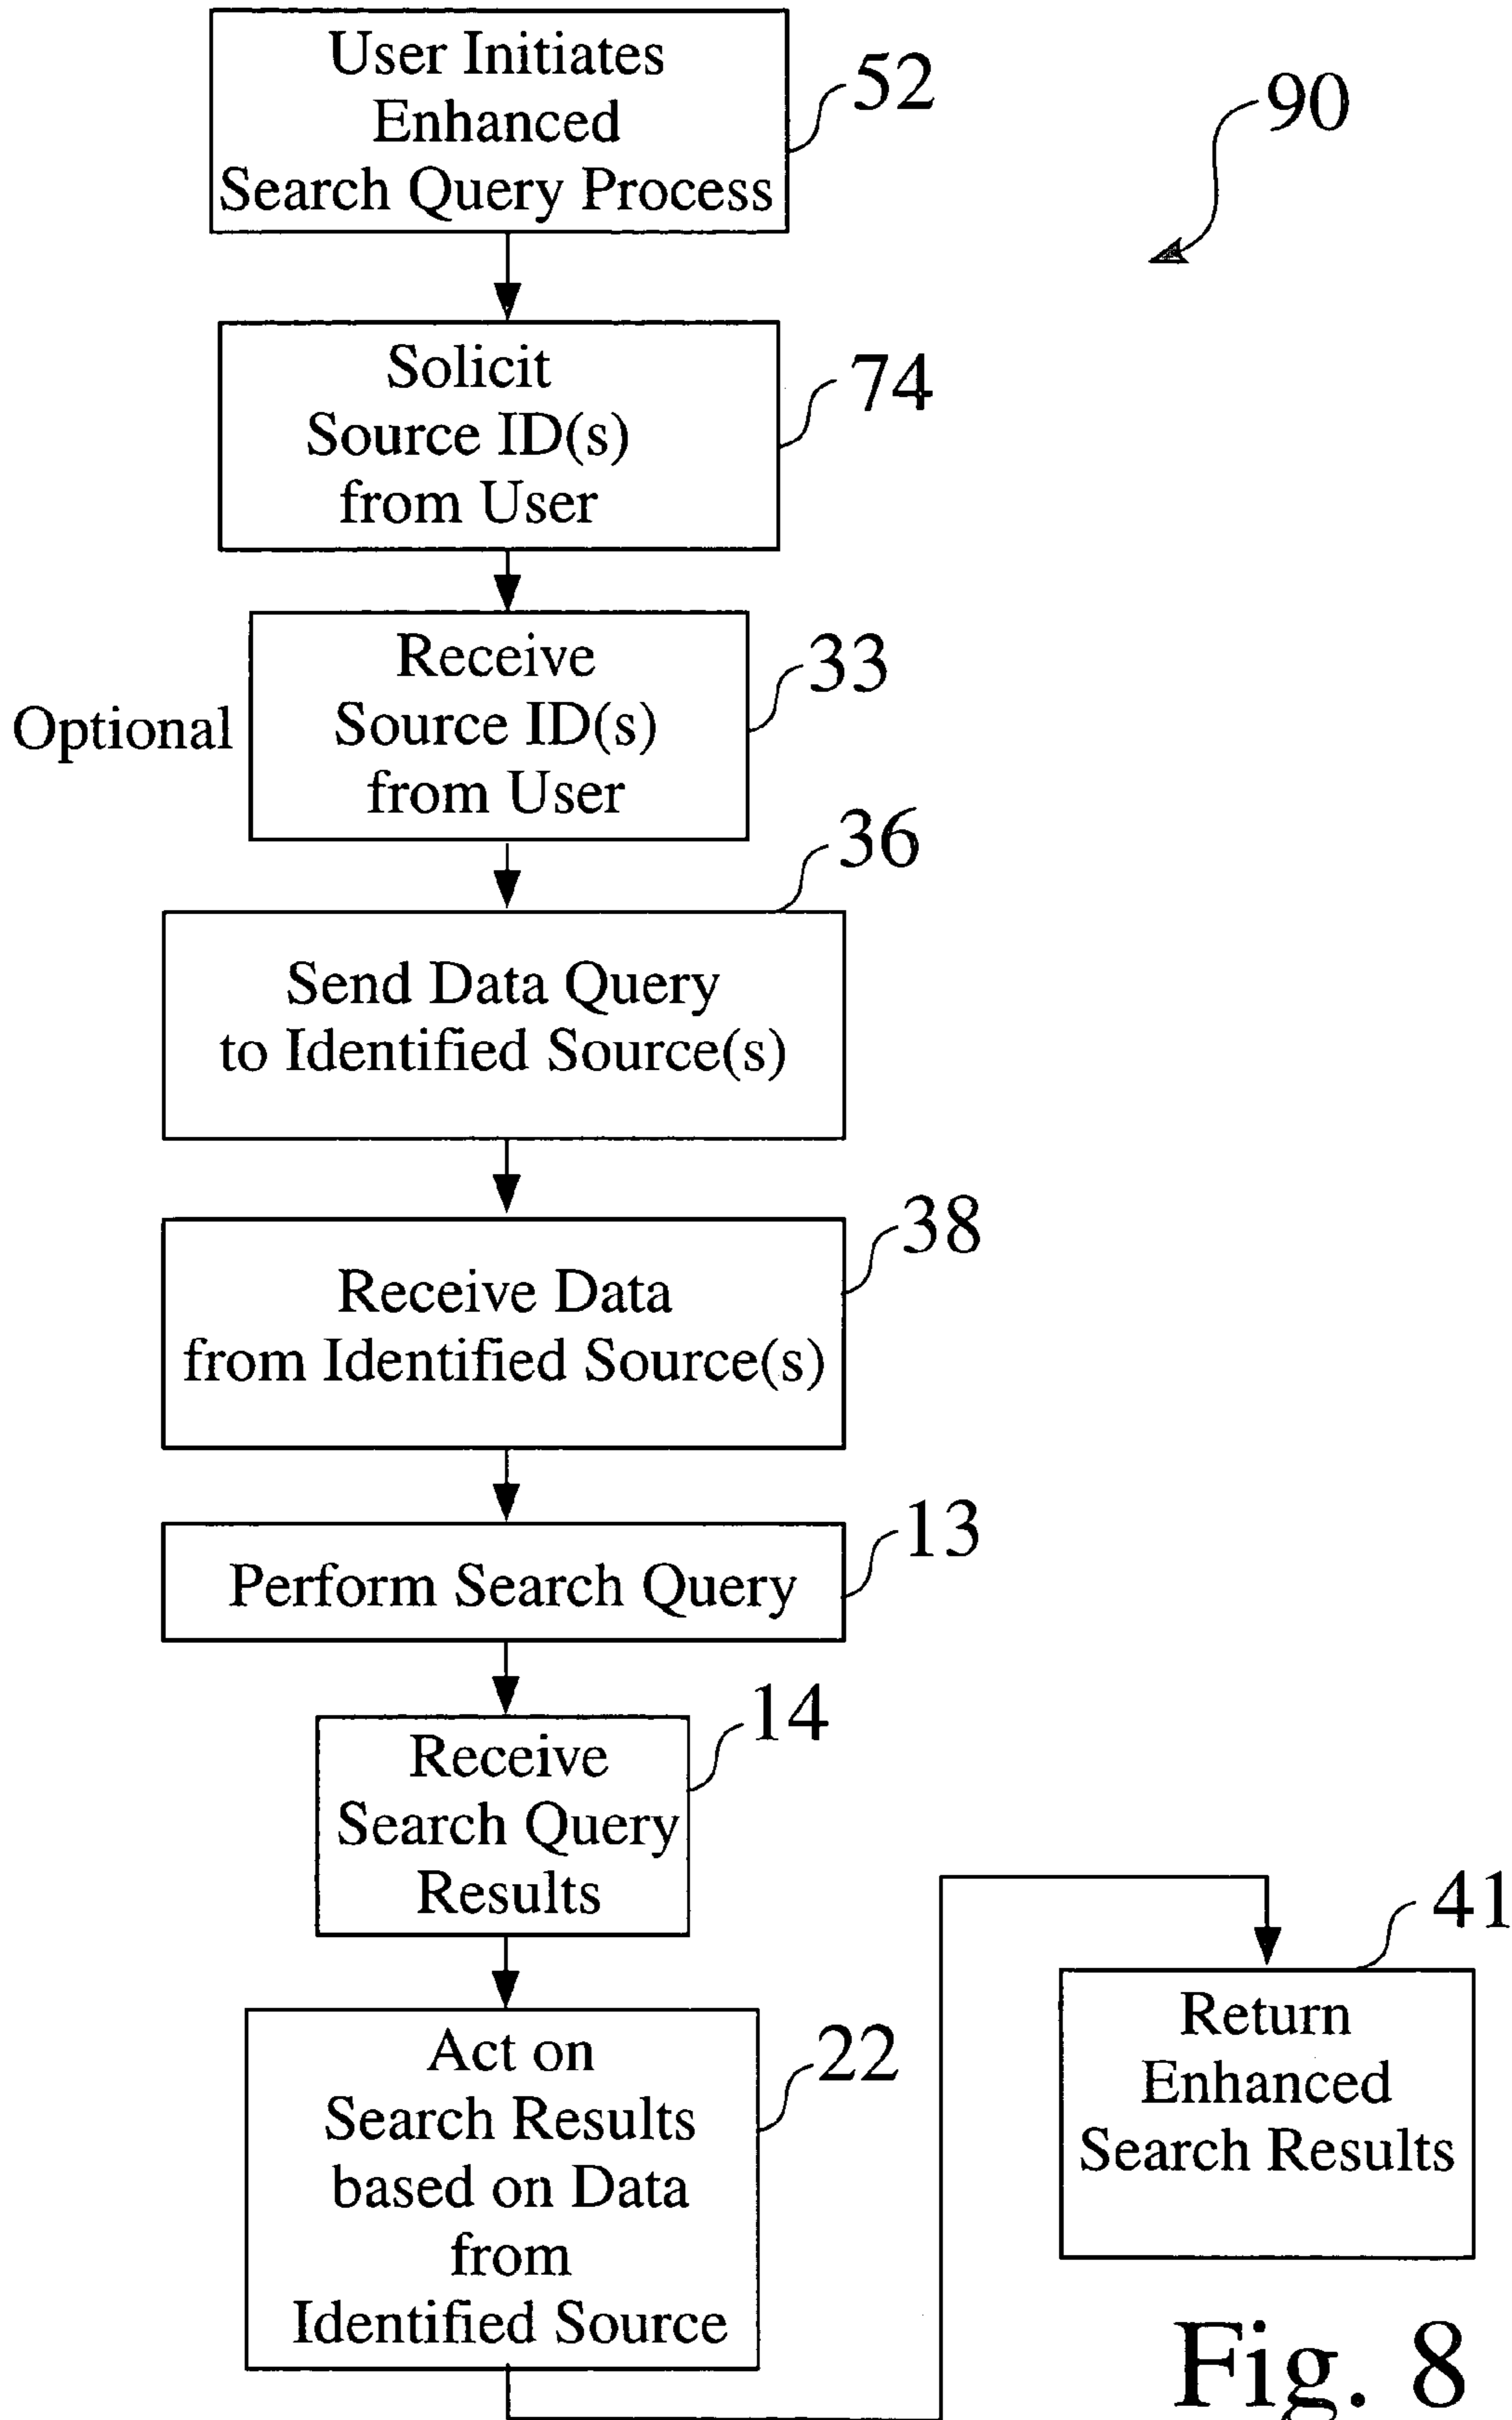 User Initiates
Enhanced
Search Query Process
52
90
Solicit
Source ID(s)
from User
74
Optional
Receive
Source ID(s)
from User
33
36
Send Data Query
to Identified Source(s)
38
Receive Data
from Identified Source(s)
13
Perform Search Query
14
Receive
Search Query
Results
22
Act on
Search Results
based on Data
from
Identified Source
41
Return
Enhanced
Search Results
Fig. 8